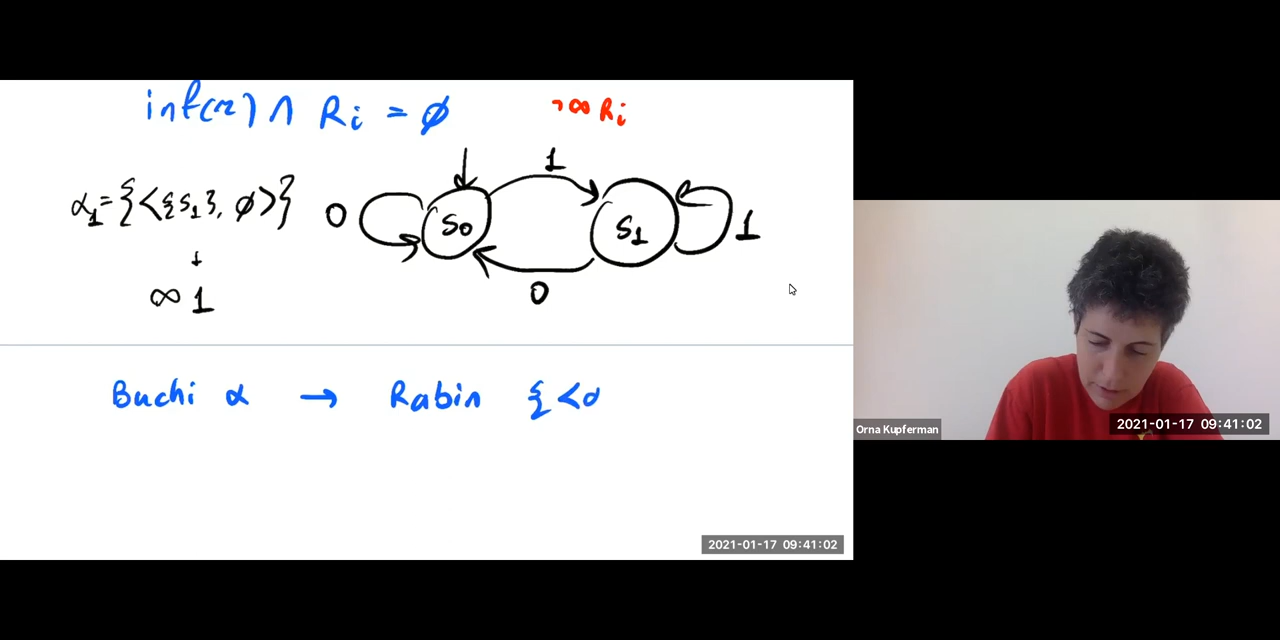 inf(r) ∩ Ri = ∅
¬∞ Ri
1
α1 = {<{S1}, ∅>}
0
S0
S1
1
↓
∞ 1
0
Buchi α → Rabin {<α
Orna Kupferman
2021-01-17 09:41:02
2021-01-17 09:41:02